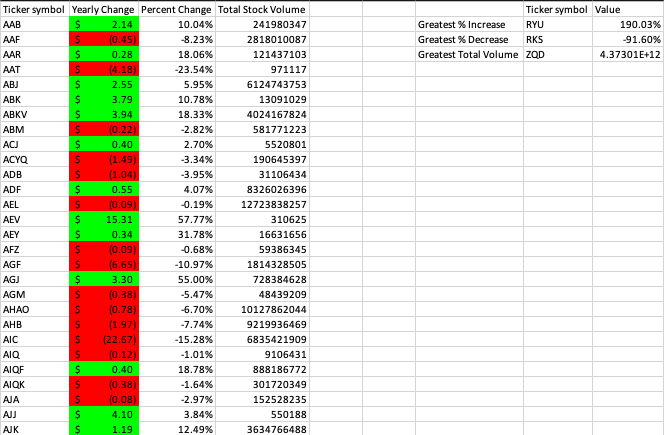 Ticker symbol Yearly Change Percent Change Total Stock Volume Ticker symbol Value
AAB $ 2.14 10.04% 241980347 Greatest % Increase RYU 190.03%
AAF $ (0.45) -8.23% 2818010087 Greatest % Decrease RKS -91.60%
AAR $ 0.28 18.06% 121437103 Greatest Total Volume ZQD 4.37301E+12
AAT $ (4.18) -23.54% 971117
ABJ $ 2.55 5.95% 6124743753
ABK $ 3.79 10.78% 13091029
ABKV $ 3.94 18.33% 4024167824
ABM $ (0.22) -2.82% 581771223
ACJ $ 0.40 2.70% 5520801
ACYQ $ (1.49) -3.34% 190645397
ADB $ (1.04) -3.95% 31106434
ADF $ 0.55 4.07% 8326026396
AEL $ (0.09) -0.19% 12723838257
AEV $ 15.31 57.77% 310625
AEY $ 0.34 31.78% 16631656
AFZ $ (0.09) -0.68% 59386345
AGF $ (6.65) -10.97% 1814328505
AGJ $ 3.30 55.00% 728384628
AGM $ (0.38) -5.47% 48439209
AHAO $ (0.78) -6.70% 10127862044
AHB $ (1.97) -7.74% 9219936469
AIC $ (22.67) -15.28% 6835421909
AIQ $ (0.12) -1.01% 9106431
AIQF $ 0.40 18.78% 888186772
AIQK $ (0.38) -1.64% 301720349
AJA $ (0.08) -2.97% 152528235
AJJ $ 4.10 3.84% 550188
AJK $ 1.19 12.49% 3634766488